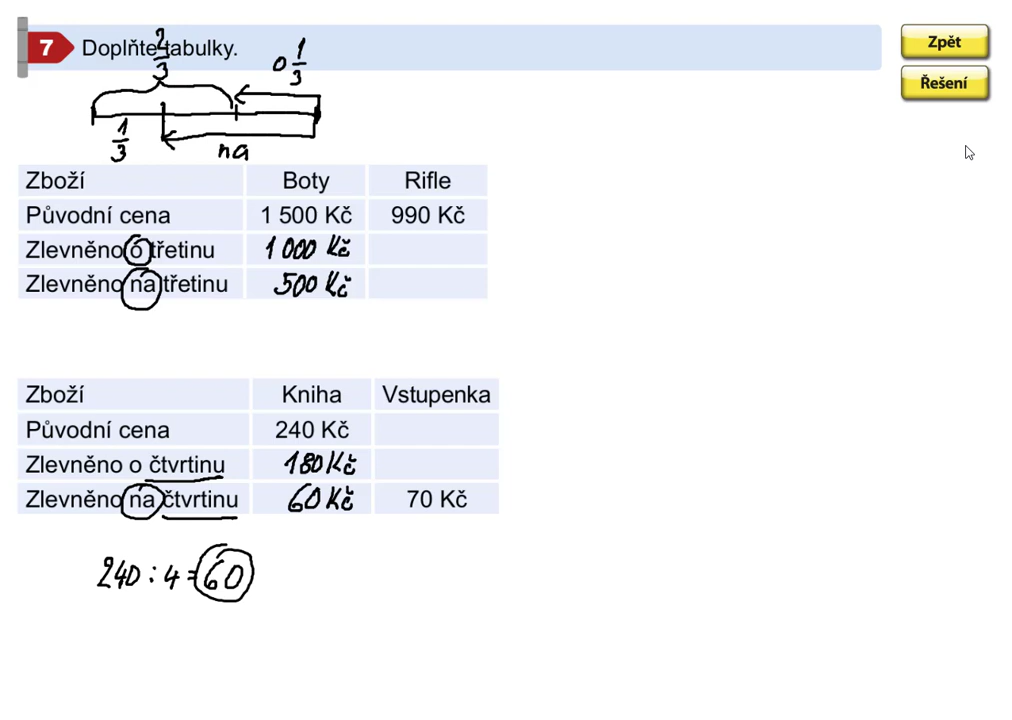 7 Doplňte tabulky.
Zpět
Řešení
2/3
o 1/3
1/3
na
Zboží Boty Rifle
Původní cena 1 500 Kč 990 Kč
Zlevněno o třetinu 1 000 Kč
Zlevněno na třetinu 500 Kč
Zboží Kniha Vstupenka
Původní cena 240 Kč
Zlevněno o čtvrtinu 180 Kč
Zlevněno na čtvrtinu 60 Kč 70 Kč
240 : 4 = 60